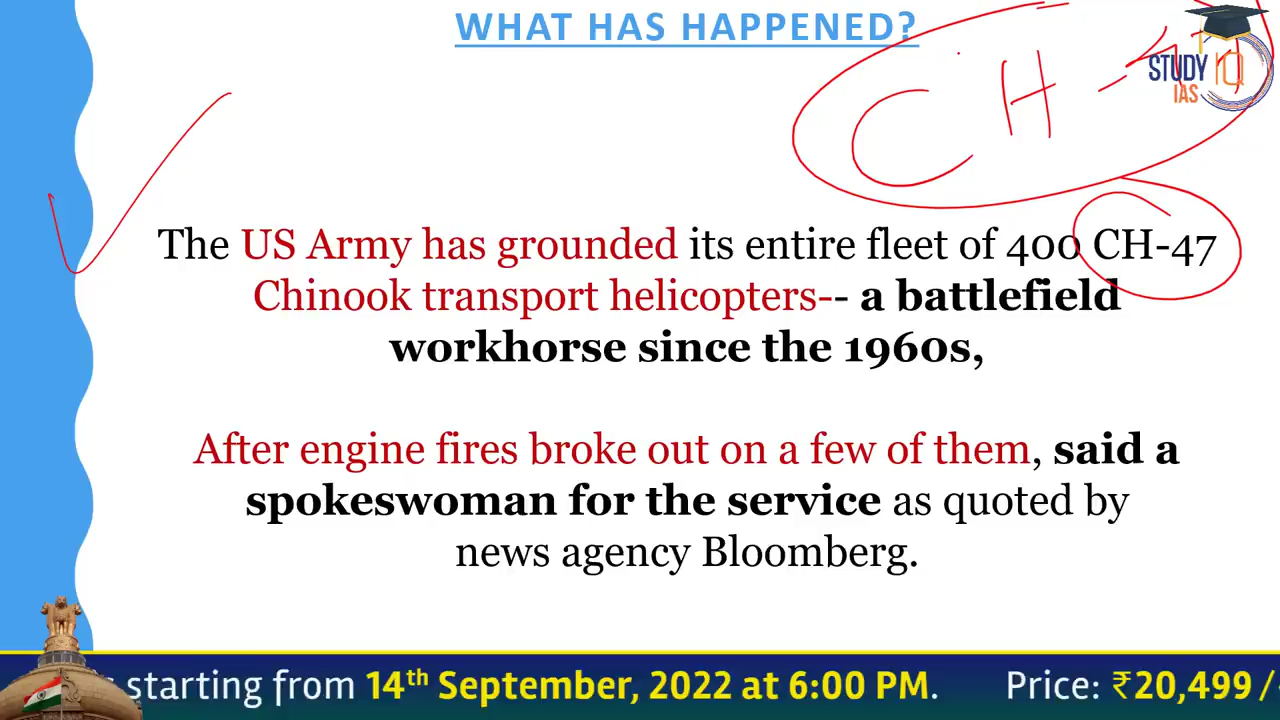 WHAT HAS HAPPENED?
CH-47
STUDY IQ
IAS
The US Army has grounded its entire fleet of 400 CH-47
Chinook transport helicopters-- a battlefield
workhorse since the 1960s,
After engine fires broke out on a few of them, said a
spokeswoman for the service as quoted by
news agency Bloomberg.
starting from 14th September, 2022 at 6:00 PM. Price: ₹20,499/